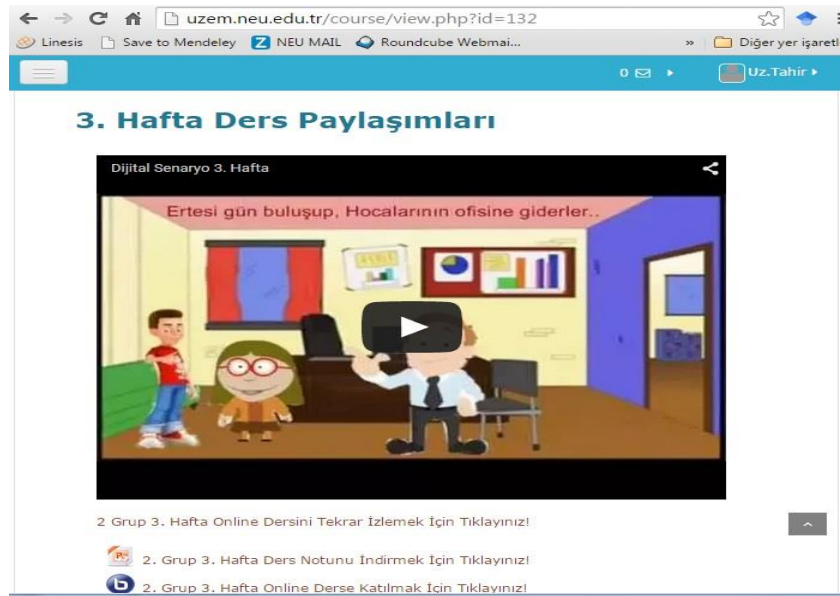 uzem.neu.edu.tr/course/view.php?id=132
Linesis Save to Mendeley NEU MAIL Roundcube Webmai... » Diğer yer işaretl
0 Uz.Tahir
3. Hafta Ders Paylaşımları
Dijital Senaryo 3. Hafta
Ertesi gün buluşup, Hocalarının ofisine giderler..
2 Grup 3. Hafta Online Dersini Tekrar İzlemek İçin Tıklayınız!
2. Grup 3. Hafta Ders Notunu İndirmek İçin Tıklayınız!
2. Grup 3. Hafta Online Derse Katılmak İçin Tıklayınız!